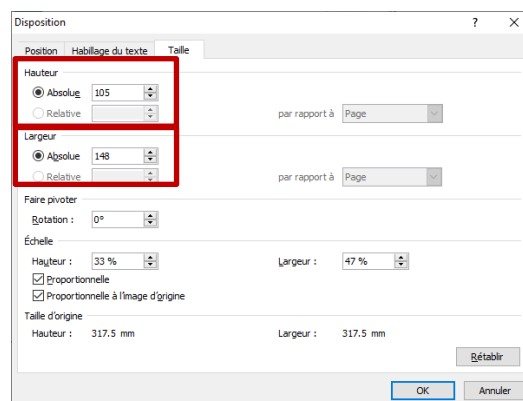 Disposition ? ×
Position Habillage du texte Taille
Hauteur
Absolue 105
Relative par rapport à Page
Largeur
Absolue 148
Relative par rapport à Page
Faire pivoter
Rotation : 0°
Échelle
Hauteur : 33 % Largeur : 47 %
Proportionnelle
Proportionnelle à l'image d'origine
Taille d'origine
Hauteur : 317.5 mm Largeur : 317.5 mm
Rétablir
OK Annuler